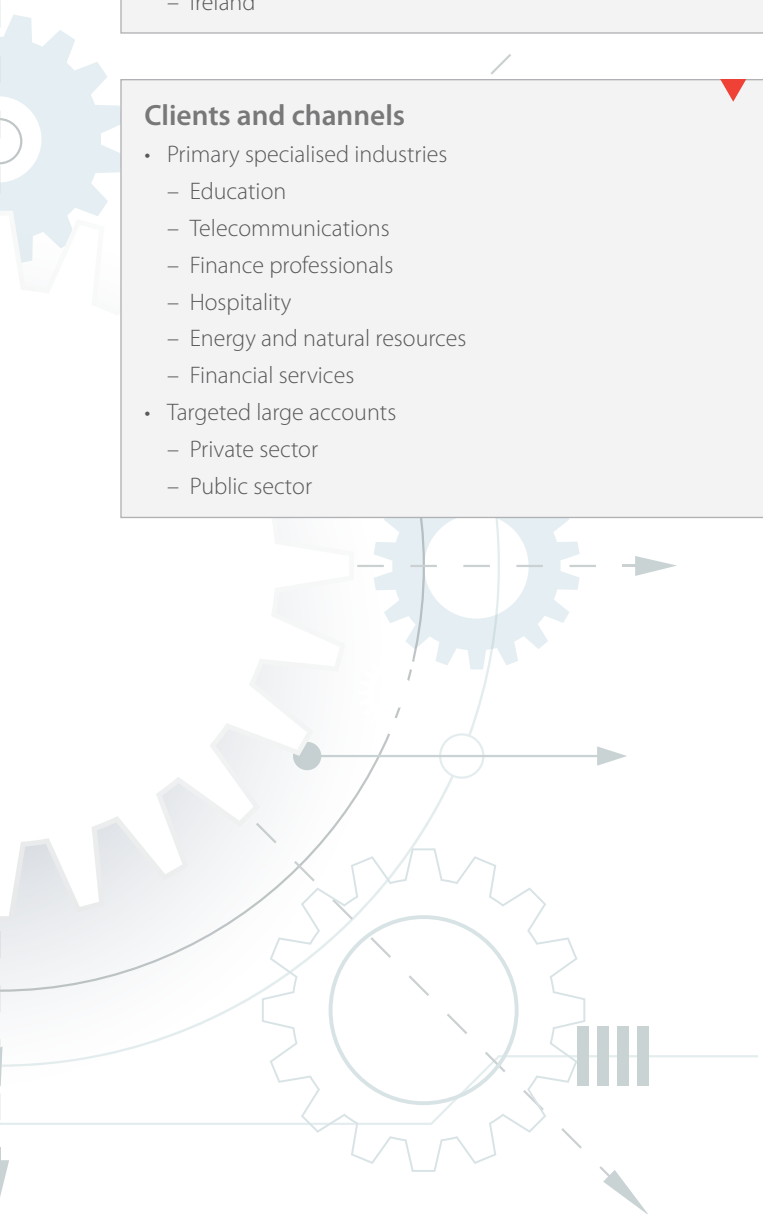 – Ireland
Clients and channels
• Primary specialised industries
– Education
– Telecommunications
– Finance professionals
– Hospitality
– Energy and natural resources
– Financial services
• Targeted large accounts
– Private sector
– Public sector